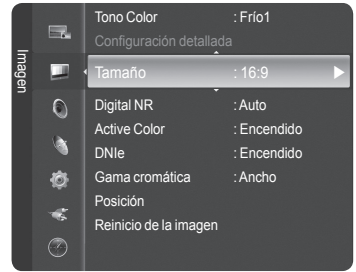 Imagen
Tono Color : Frío1
Configuración detallada
Tamaño : 16:9
Digital NR : Auto
Active Color : Encendido
DNIe : Encendido
Gama cromática : Ancho
Posición
Reinicio de la imagen